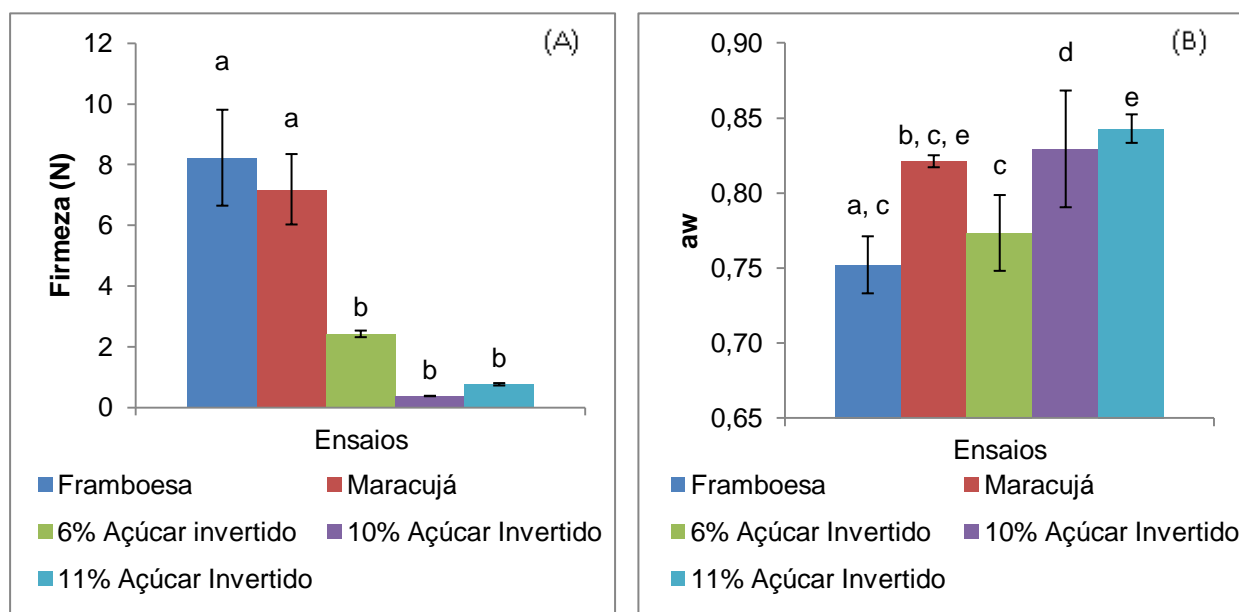 (A)
12
10
8
6
4
2
0
Firmeza (N)
a
a
b
b
b
Ensaios
Framboesa
Maracujá
6% Açúcar invertido
10% Açúcar Invertido
11% Açúcar Invertido
(B)
0,90
0,85
0,80
0,75
0,70
0,65
aw
a, c
b, c, e
c
d
e
Ensaios
Framboesa
Maracujá
6% Açúcar Invertido
10% Açúcar Invertido
11% Açúcar Invertido